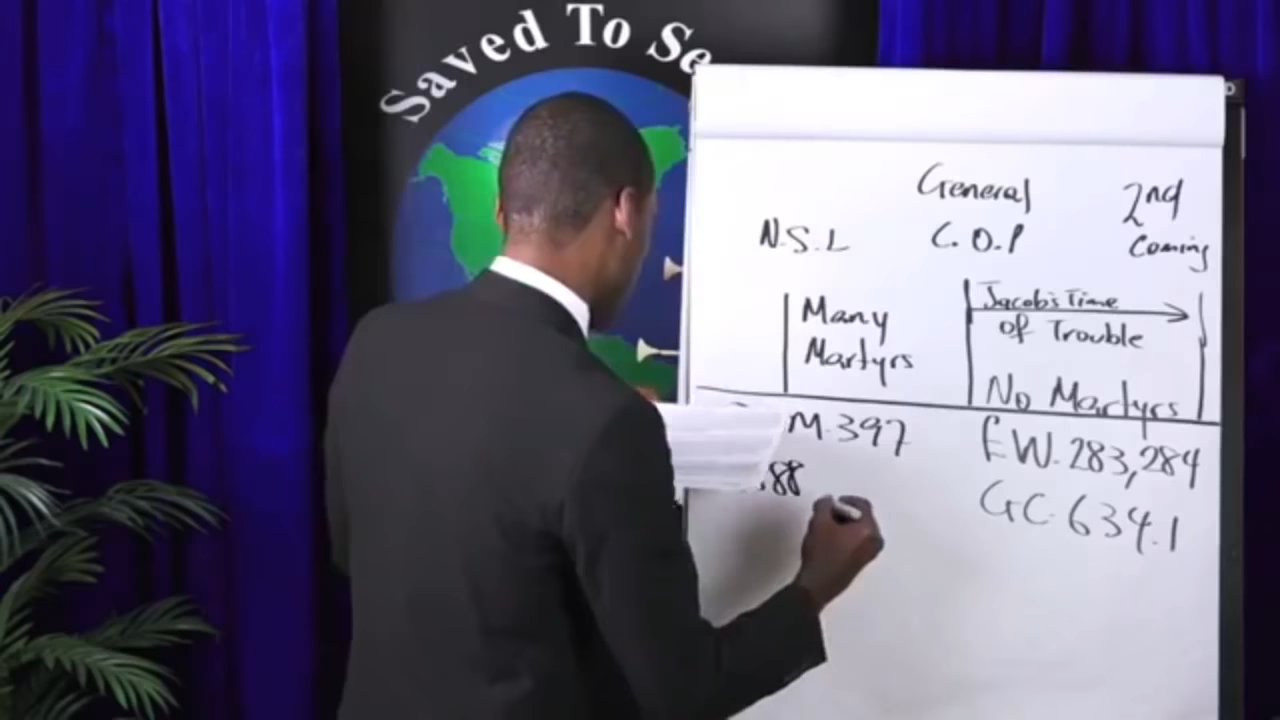 Saved To Se
General 2nd
N.S.L C.O.P Coming
Many Jacob's Time
Martyrs of Trouble
No Martyrs
M.397 EW.283,284
88 GC.634.1